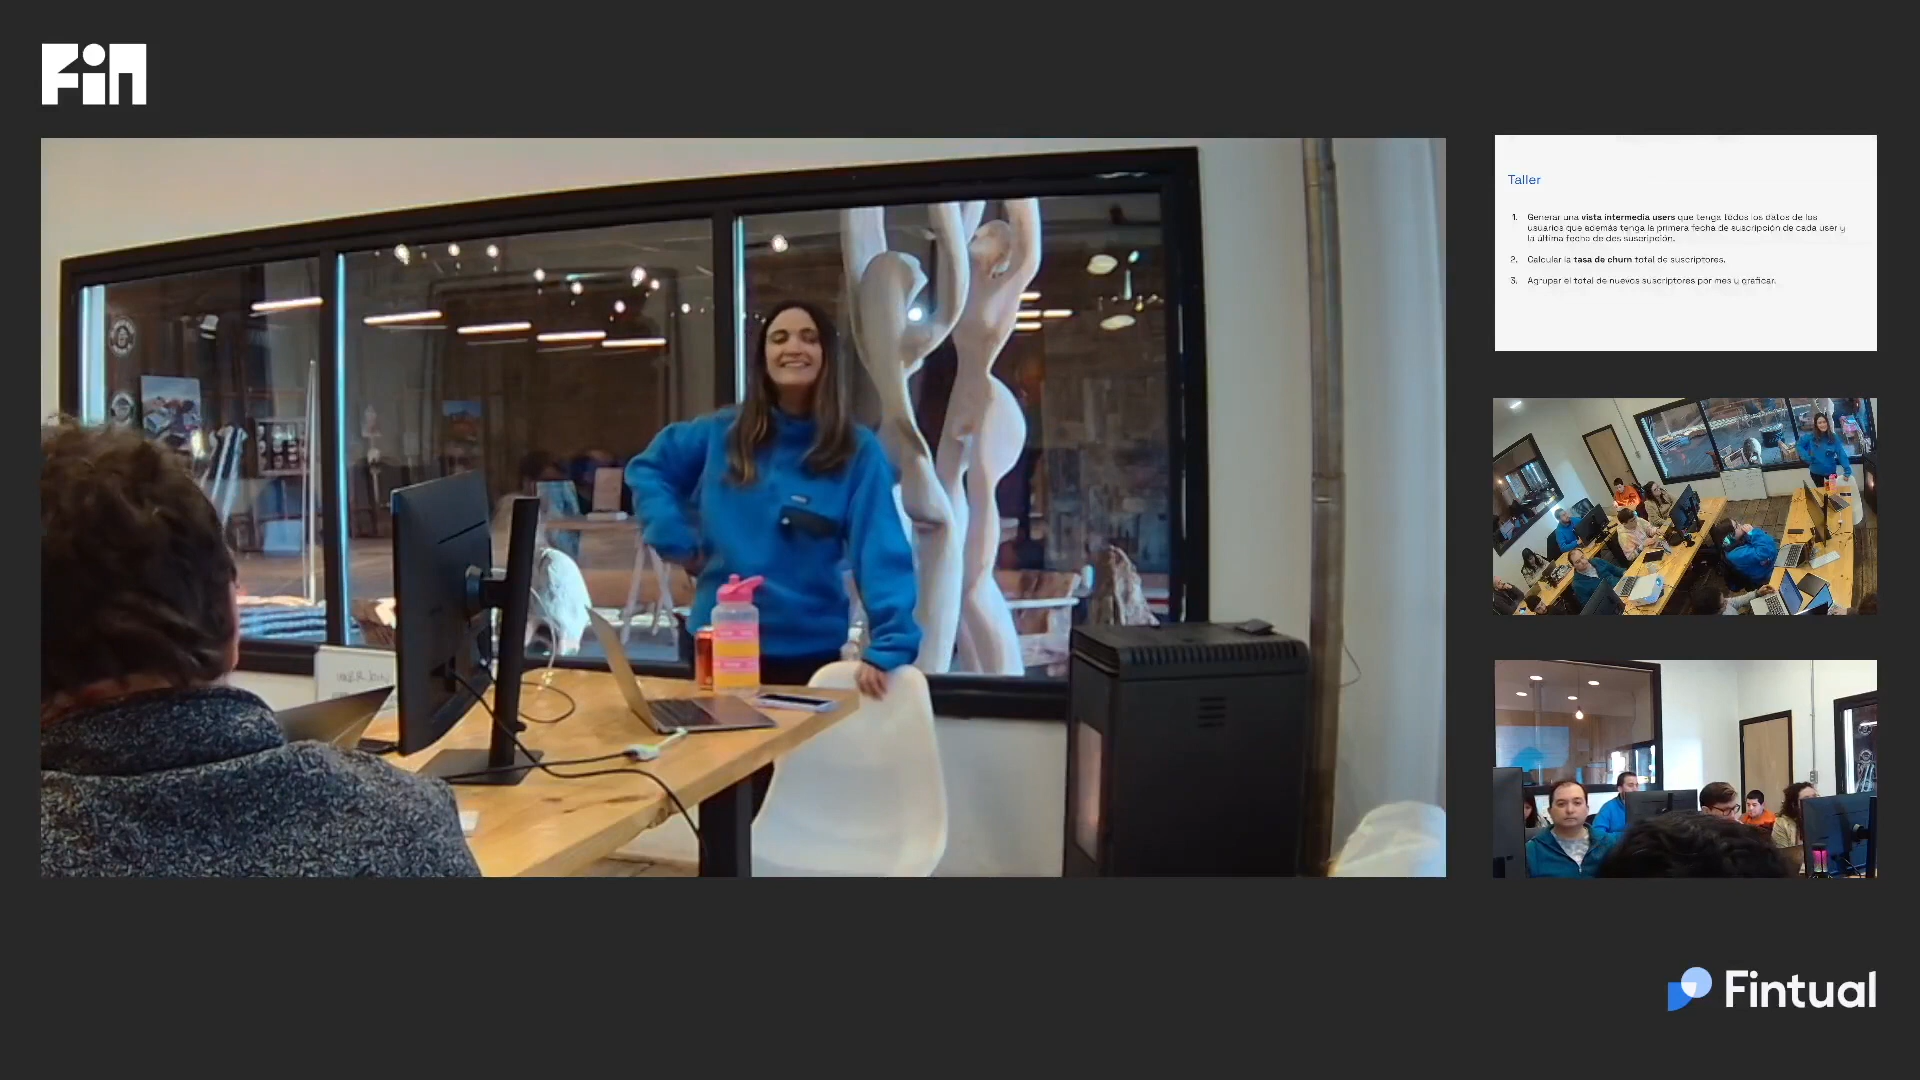 Fin
Taller
1. Generar una vista intermedia users que tenga todos los datos de los
usuarios que además tenga la primera fecha de suscripción de cada user y
la última fecha de des suscripción.
2. Calcular la tasa de churn total de suscriptores.
3. Agrupar el total de nuevos suscriptores por mes y graficar.
Fintual